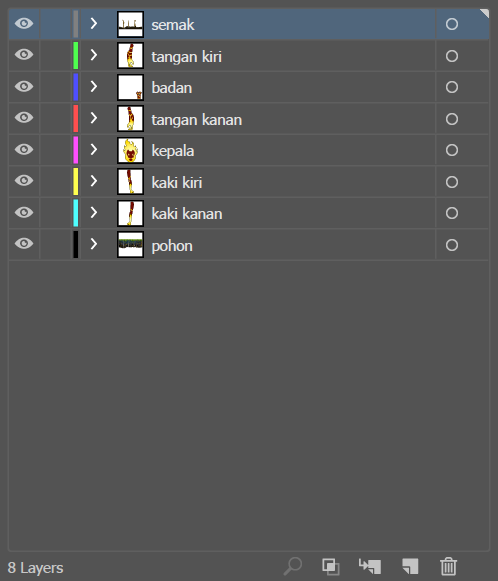 semak
tangan kiri
badan
tangan kanan
kepala
kaki kiri
kaki kanan
pohon
8 Layers